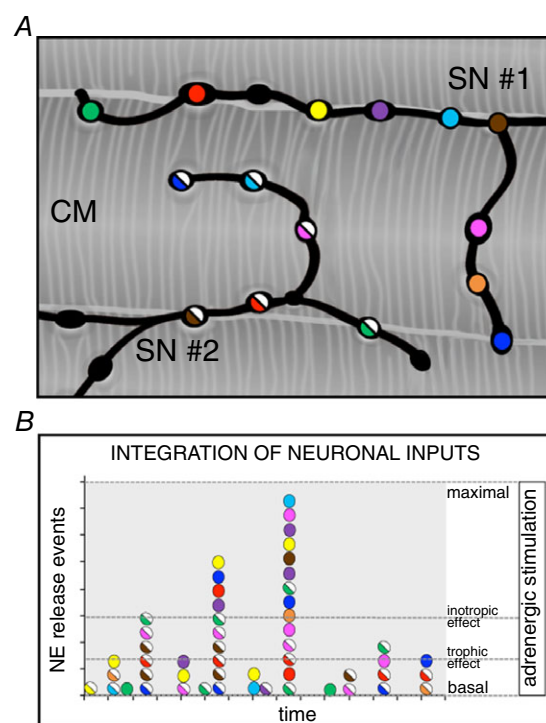 A
SN #1
CM
SN #2
B
INTEGRATION OF NEURONAL INPUTS
NE release events
maximal
inotropic
effect
trophic
effect
basal
adrenergic stimulation
time